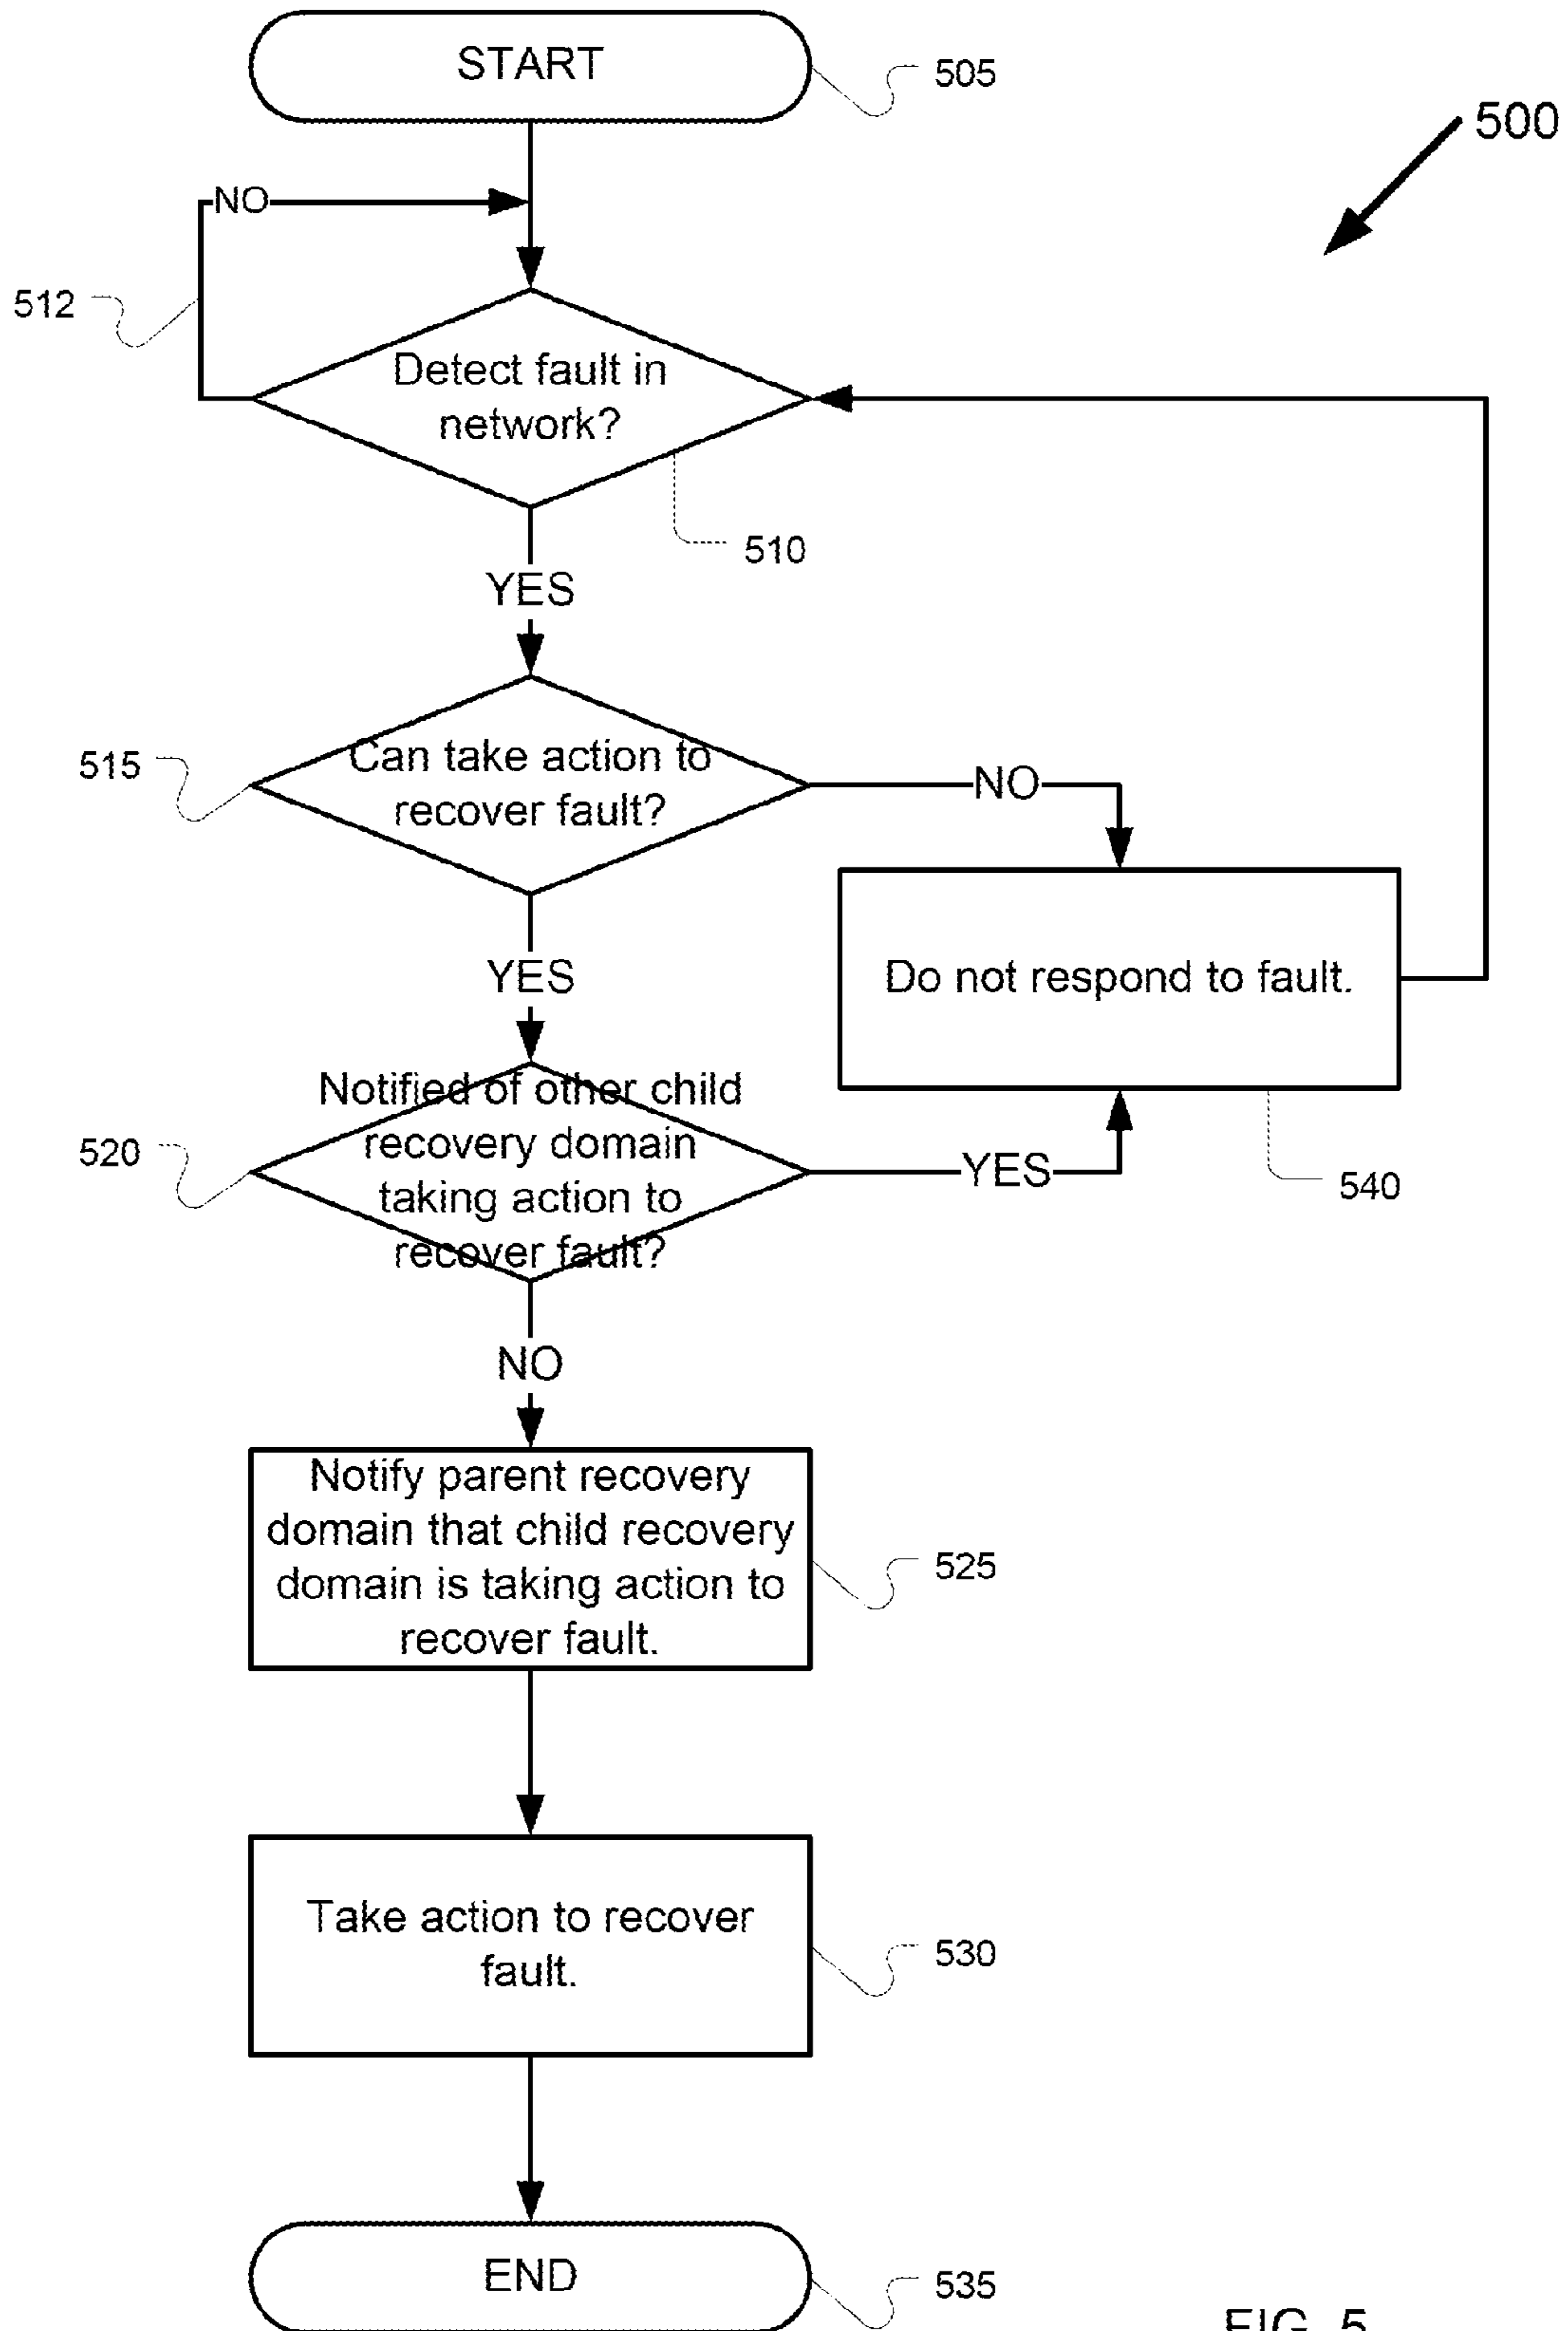 START
505
500
NO
512
Detect fault in
network?
510
YES
515
Can take action to
recover fault?
NO
Do not respond to fault.
YES
540
520
Notified of other child
recovery domain
taking action to
recover fault?
YES
NO
Notify parent recovery
domain that child recovery
domain is taking action to
recover fault.
525
Take action to recover
fault.
530
END
535
FIG. 5